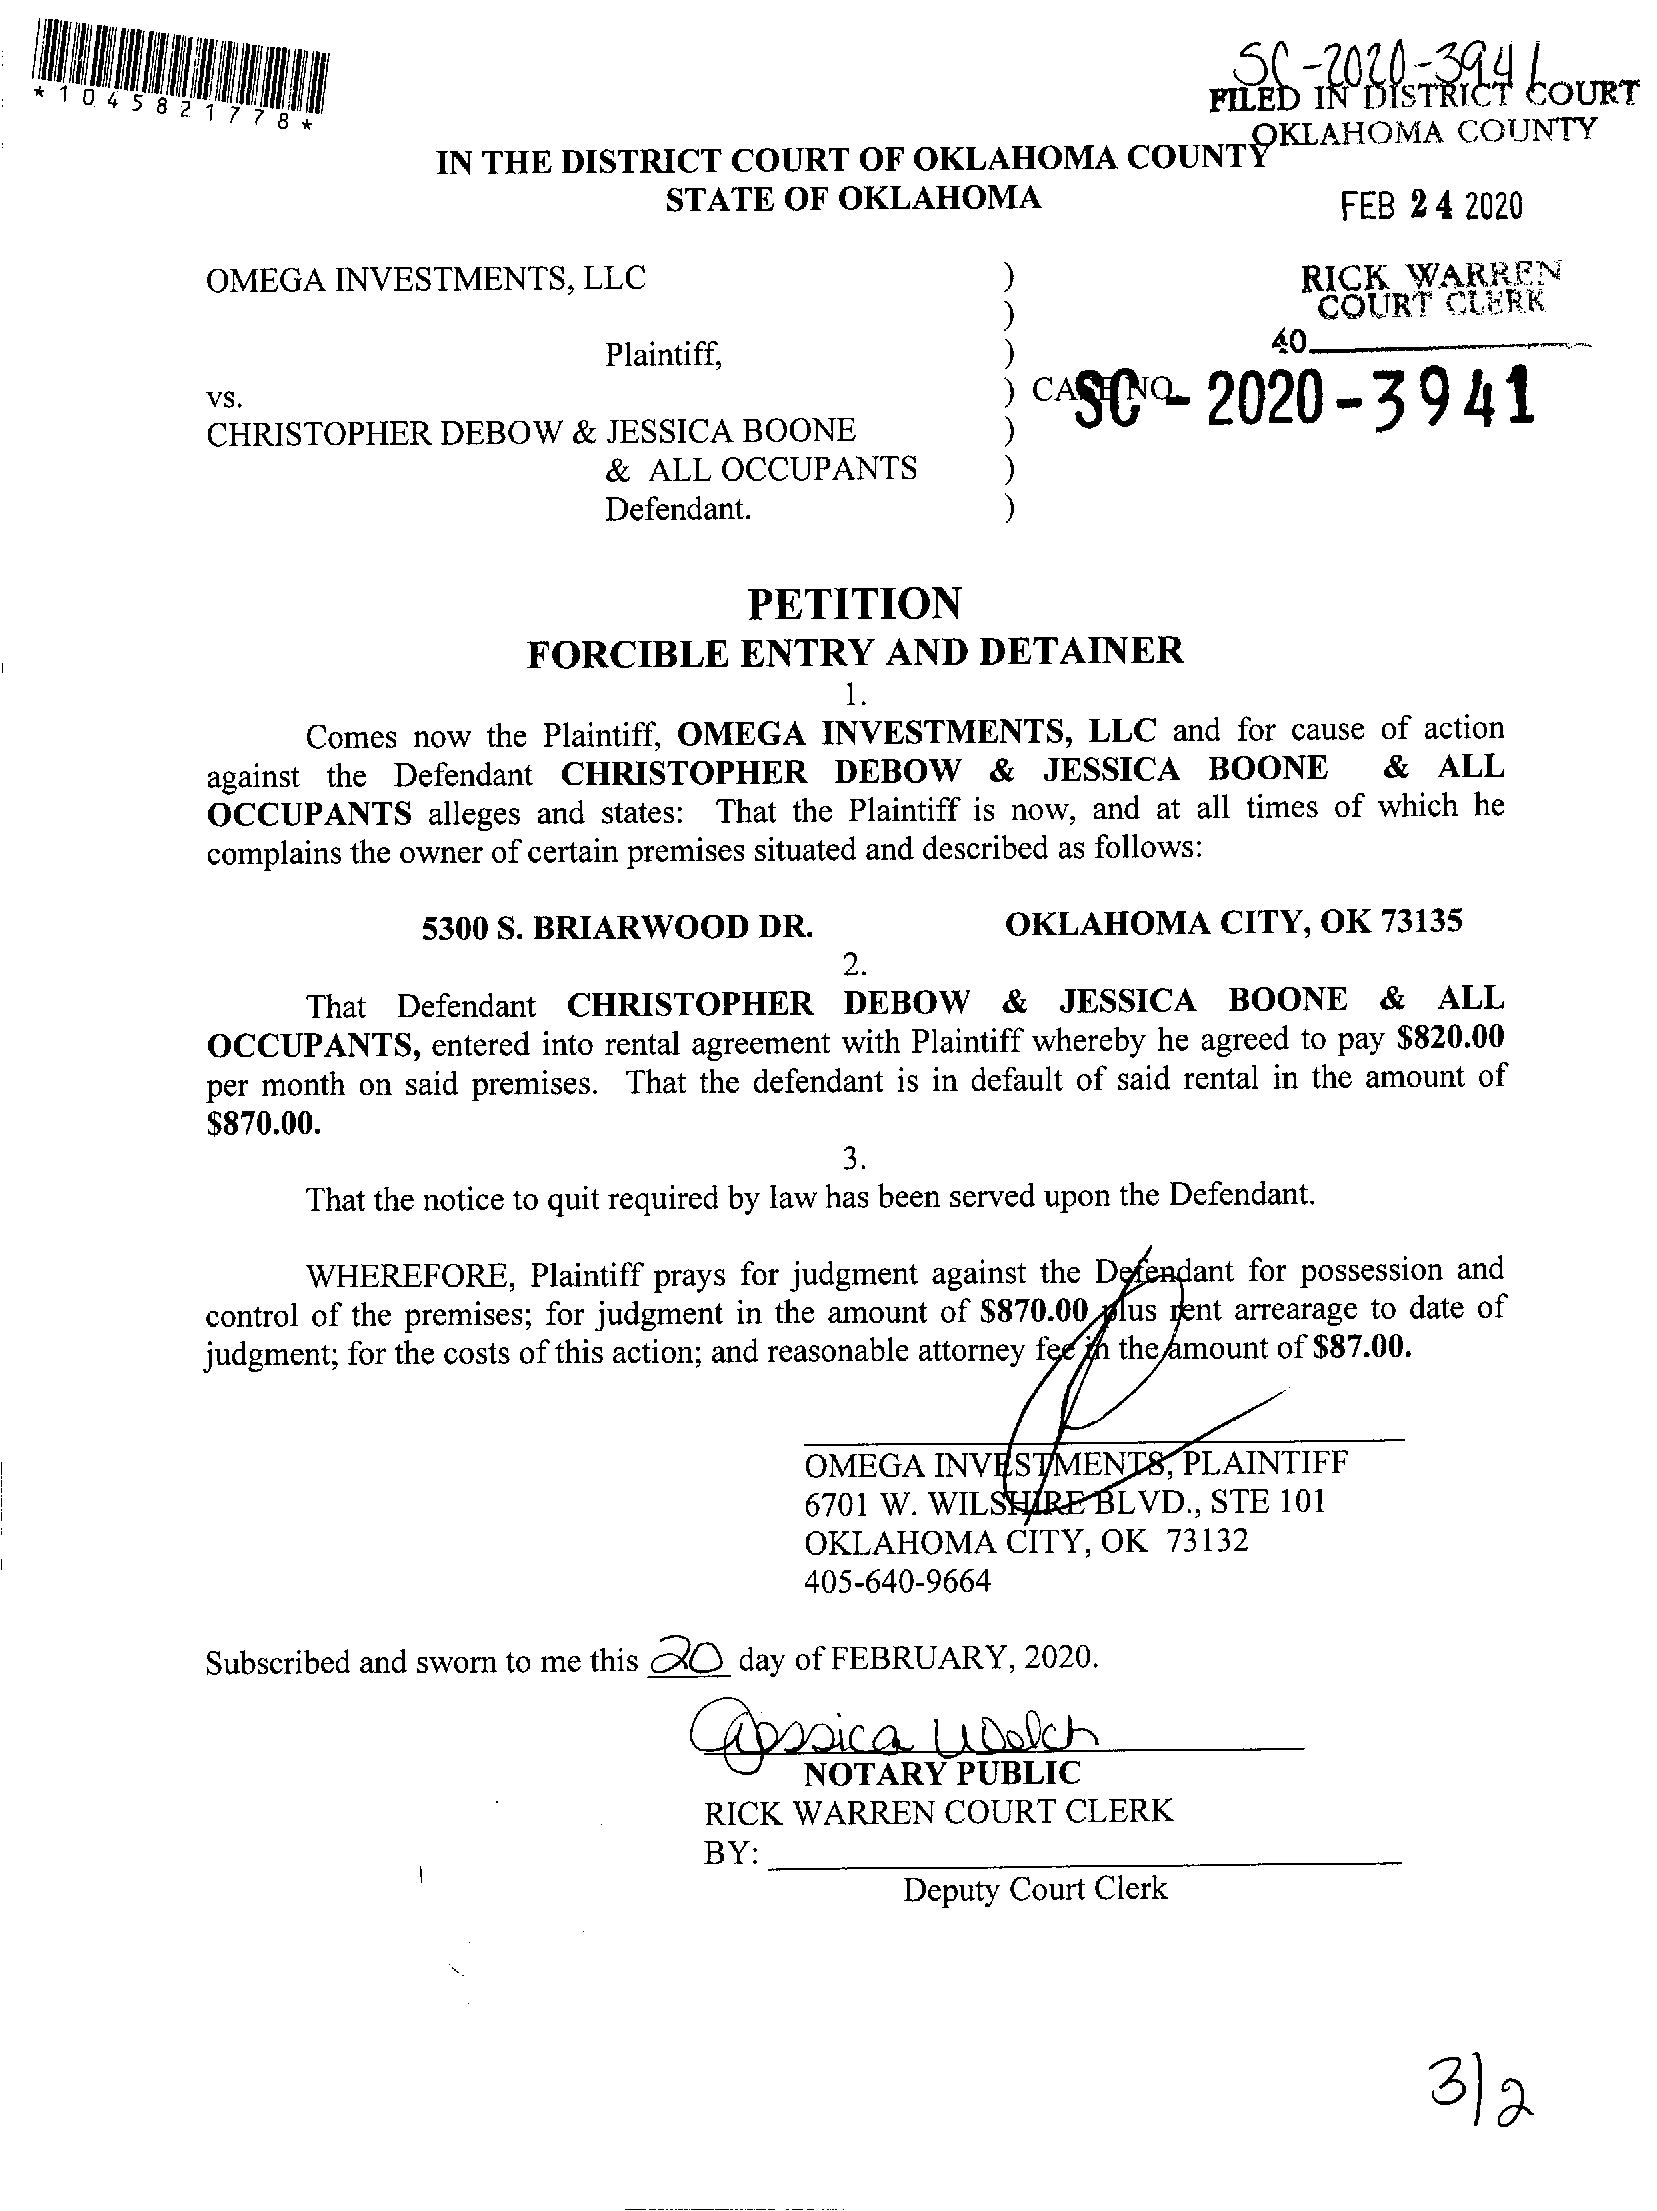 *1045821778*
SC-2020-3941
FILED IN DISTRICT COURT
OKLAHOMA COUNTY
IN THE DISTRICT COURT OF OKLAHOMA COUNTY
STATE OF OKLAHOMA
FEB 24 2020
OMEGA INVESTMENTS, LLC )
RICK WARREN
COURT CLERK
)
40
Plaintiff, )
vs. ) CASE NO. SC - 2020-3941
CHRISTOPHER DEBOW & JESSICA BOONE )
& ALL OCCUPANTS )
Defendant. )
PETITION
FORCIBLE ENTRY AND DETAINER
1.
Comes now the Plaintiff, OMEGA INVESTMENTS, LLC and for cause of action
against the Defendant CHRISTOPHER DEBOW & JESSICA BOONE & ALL
OCCUPANTS alleges and states: That the Plaintiff is now, and at all times of which he
complains the owner of certain premises situated and described as follows:
5300 S. BRIARWOOD DR. OKLAHOMA CITY, OK 73135
2.
That Defendant CHRISTOPHER DEBOW & JESSICA BOONE & ALL
OCCUPANTS, entered into rental agreement with Plaintiff whereby he agreed to pay $820.00
per month on said premises. That the defendant is in default of said rental in the amount of
$870.00.
3.
That the notice to quit required by law has been served upon the Defendant.
WHEREFORE, Plaintiff prays for judgment against the Defendant for possession and
control of the premises; for judgment in the amount of $870.00 plus rent arrearage to date of
judgment; for the costs of this action; and reasonable attorney fee in the amount of $87.00.
OMEGA INVESTMENTS, PLAINTIFF
6701 W. WILSHIRE BLVD., STE 101
OKLAHOMA CITY, OK 73132
405-640-9664
Subscribed and sworn to me this 20 day of FEBRUARY, 2020.
Jessica Welch
NOTARY PUBLIC
RICK WARREN COURT CLERK
BY:
Deputy Court Clerk
3/2